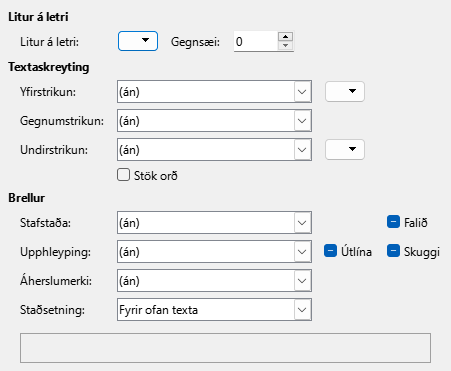 Litur á letri
Litur á letri: Gegnsæi: 0
Textaskreyting
Yfirstrikun: (án)
Gegnumstrikun: (án)
Undirstrikun: (án)
Stök orð
Brellur
Stafstaða: (án) Falið
Upphleyping: (án) Útlína Skuggi
Áherslumerki: (án)
Staðsetning: Fyrir ofan texta